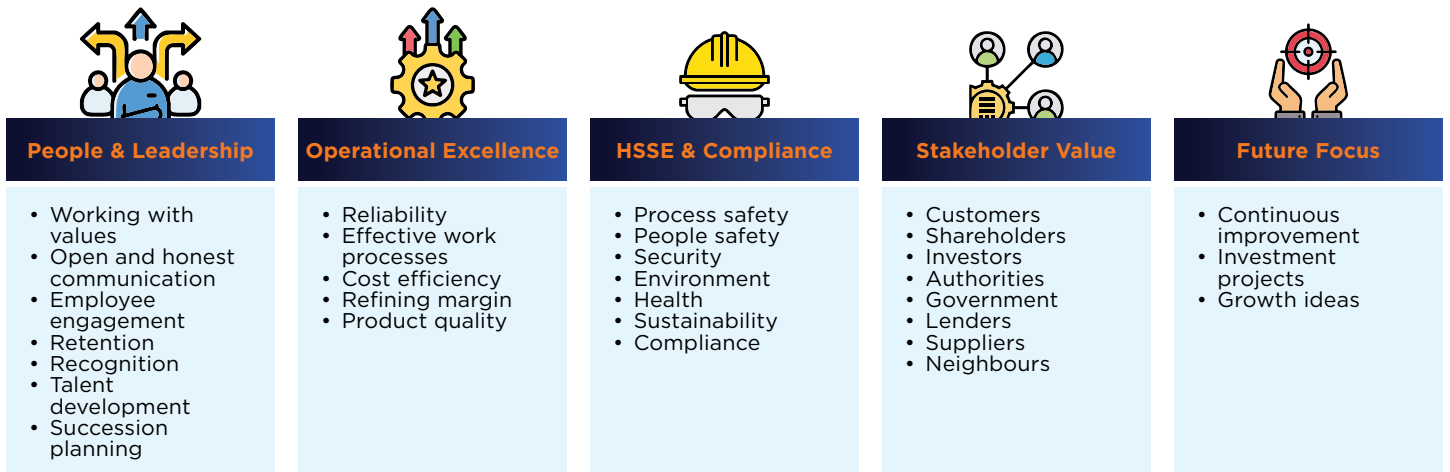 People & Leadership
• Working with
values
• Open and honest
communication
• Employee
engagement
• Retention
• Recognition
• Talent
development
• Succession
planning
Operational Excellence
• Reliability
• Effective work
processes
• Cost efficiency
• Refining margin
• Product quality
HSSE & Compliance
• Process safety
• People safety
• Security
• Environment
• Health
• Sustainability
• Compliance
Stakeholder Value
• Customers
• Shareholders
• Investors
• Authorities
• Government
• Lenders
• Suppliers
• Neighbours
Future Focus
• Continuous
improvement
• Investment
projects
• Growth ideas